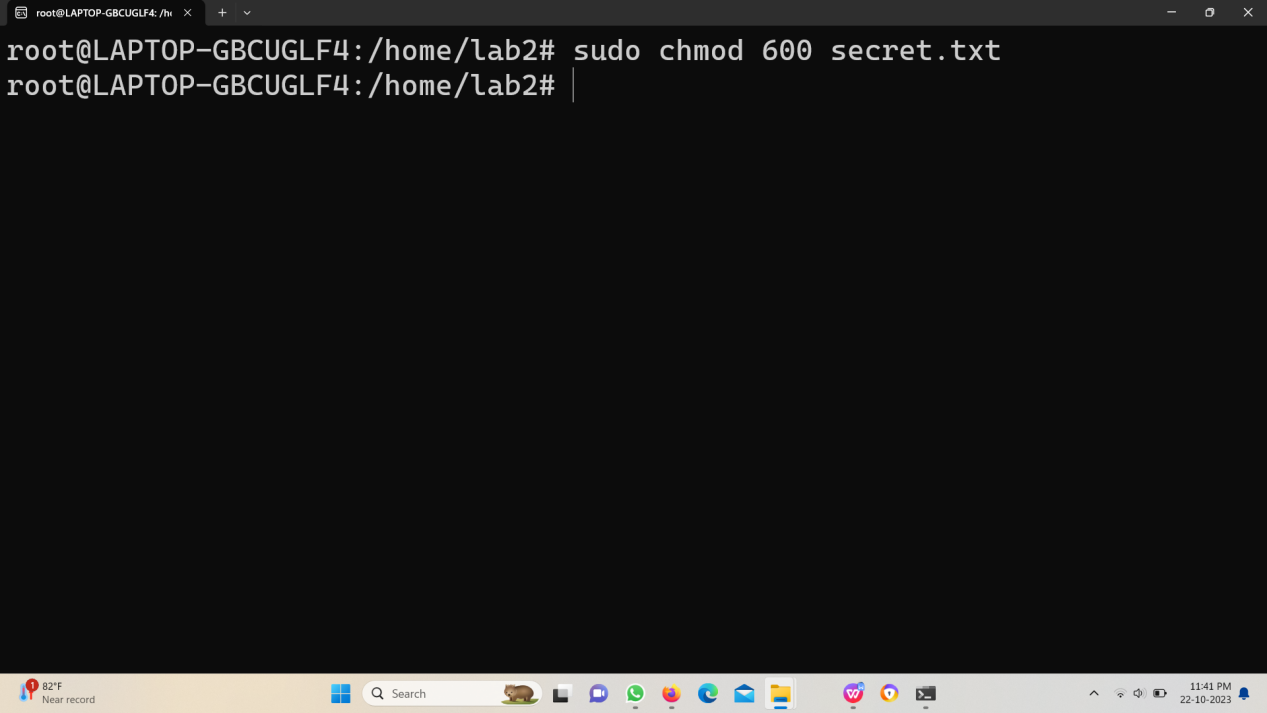 root@LAPTOP-GBCUGLF4: /h
root@LAPTOP-GBCUGLF4:/home/lab2# sudo chmod 600 secret.txt
root@LAPTOP-GBCUGLF4:/home/lab2#
1
82°F
Near record
Search
11:41 PM
22-10-2023